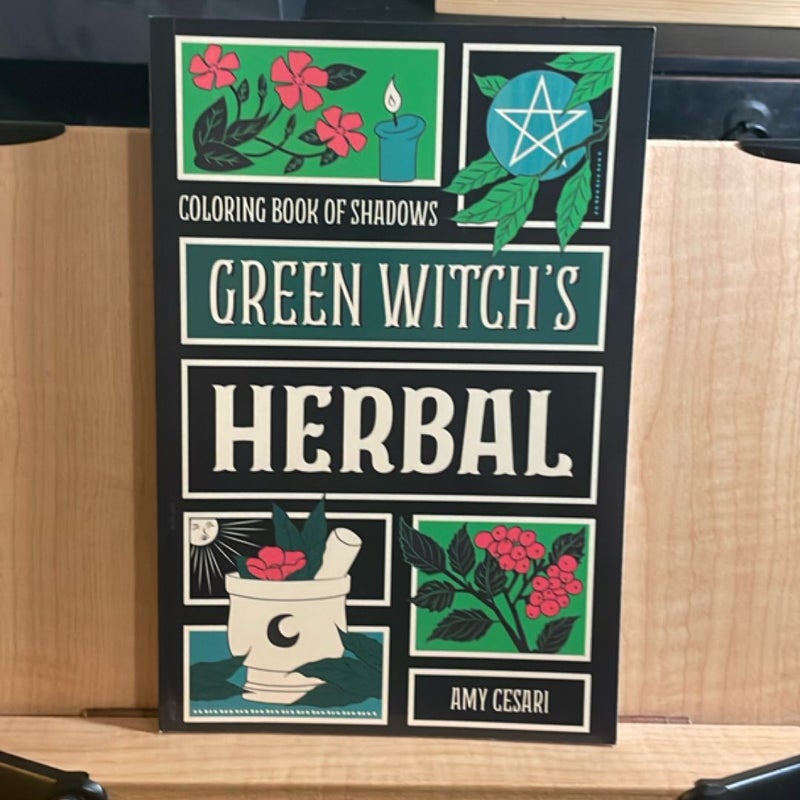 COLORING BOOK OF SHADOWS
GREEN WITCH'S
HERBAL
AMY CESARI